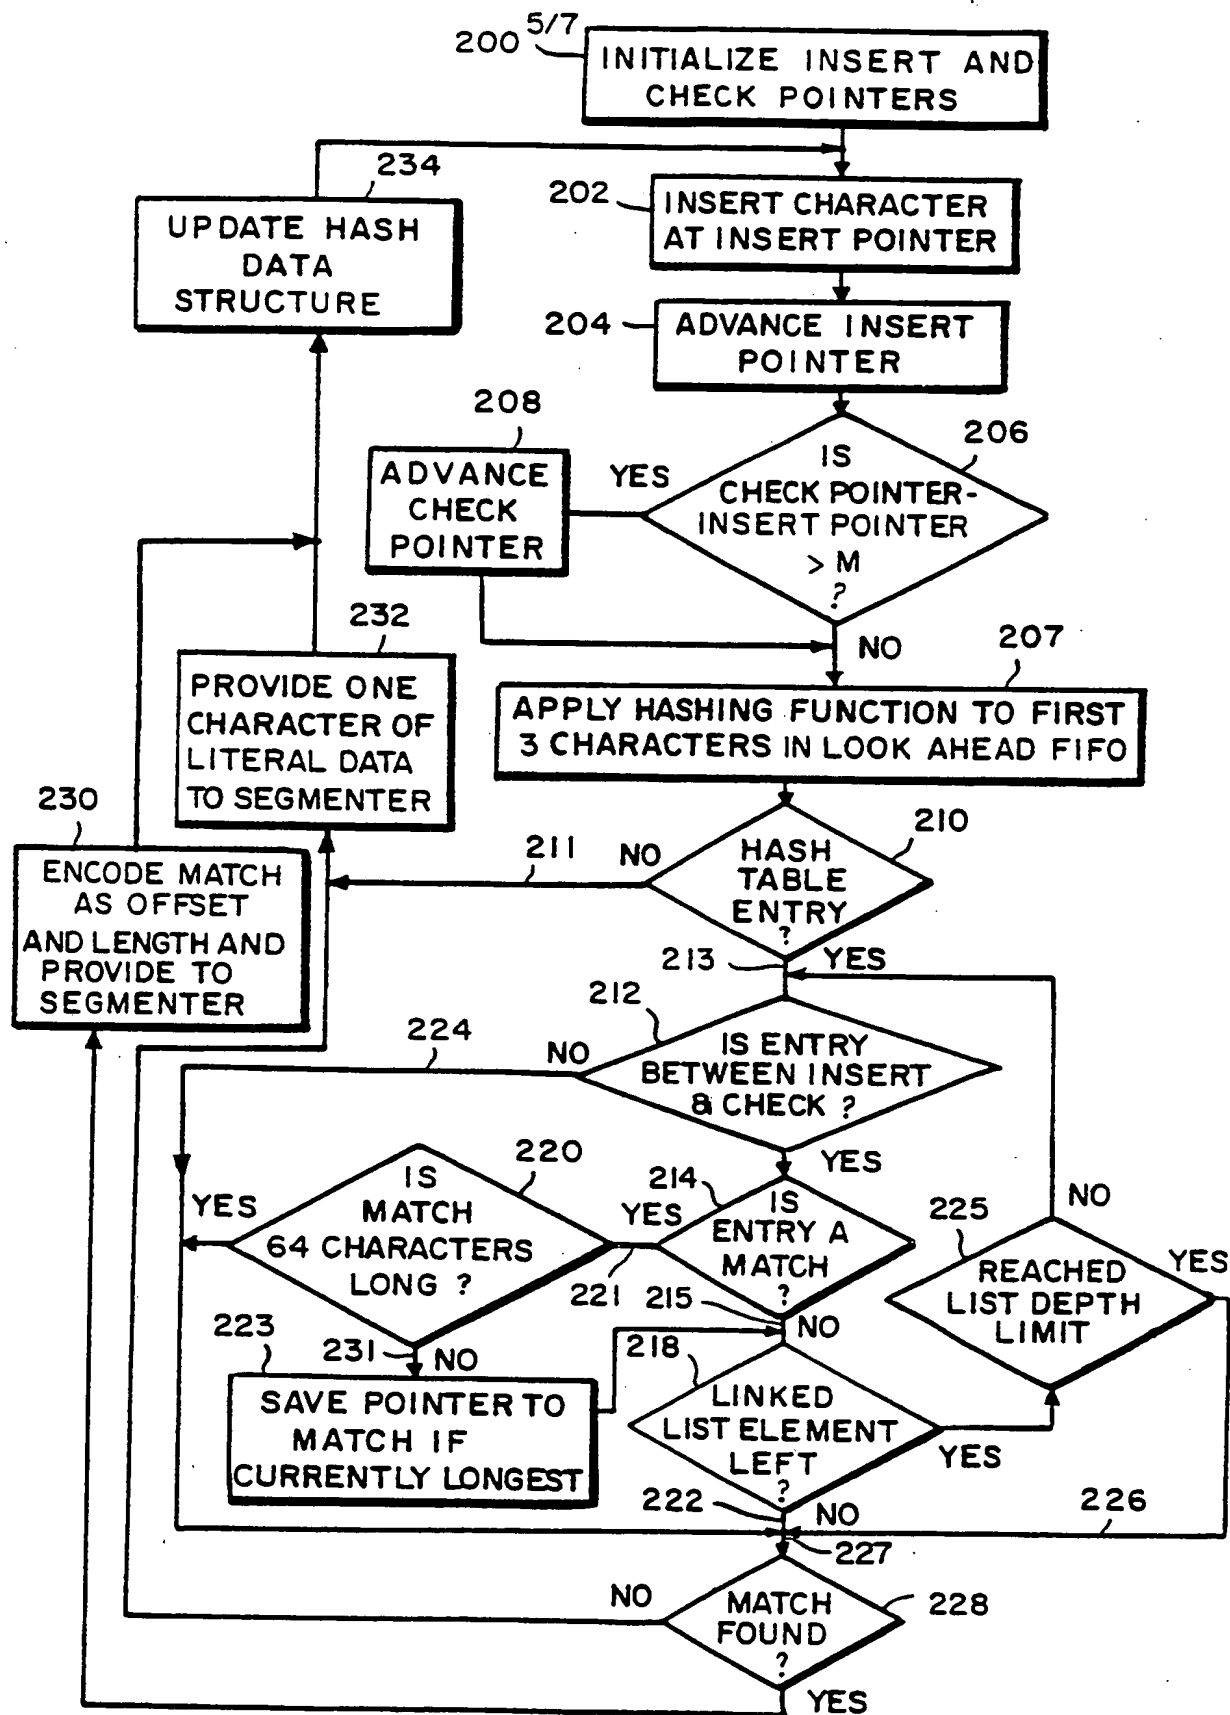 5/7
200
INITIALIZE INSERT AND
CHECK POINTERS
234
UPDATE HASH
DATA
STRUCTURE
202
INSERT CHARACTER
AT INSERT POINTER
204
ADVANCE INSERT
POINTER
208
ADVANCE
CHECK
POINTER
YES
206
IS
CHECK POINTER-
INSERT POINTER
> M
?
NO
232
PROVIDE ONE
CHARACTER OF
LITERAL DATA
TO SEGMENTER
207
APPLY HASHING FUNCTION TO FIRST
3 CHARACTERS IN LOOK AHEAD FIFO
230
ENCODE MATCH
AS OFFSET
AND LENGTH AND
PROVIDE TO
SEGMENTER
211
NO
210
HASH
TABLE
ENTRY
?
213
YES
212
224
NO
IS ENTRY
BETWEEN INSERT
& CHECK ?
YES
220
YES
IS
MATCH
64 CHARACTERS
LONG ?
214
YES
221
IS
ENTRY A
MATCH
?
215
NO
225
NO
REACHED
LIST DEPTH
LIMIT
YES
223
231
NO
SAVE POINTER TO
MATCH IF
CURRENTLY LONGEST
218
LINKED
LIST ELEMENT
LEFT
?
YES
222
NO
226
227
NO
MATCH
FOUND
?
228
YES